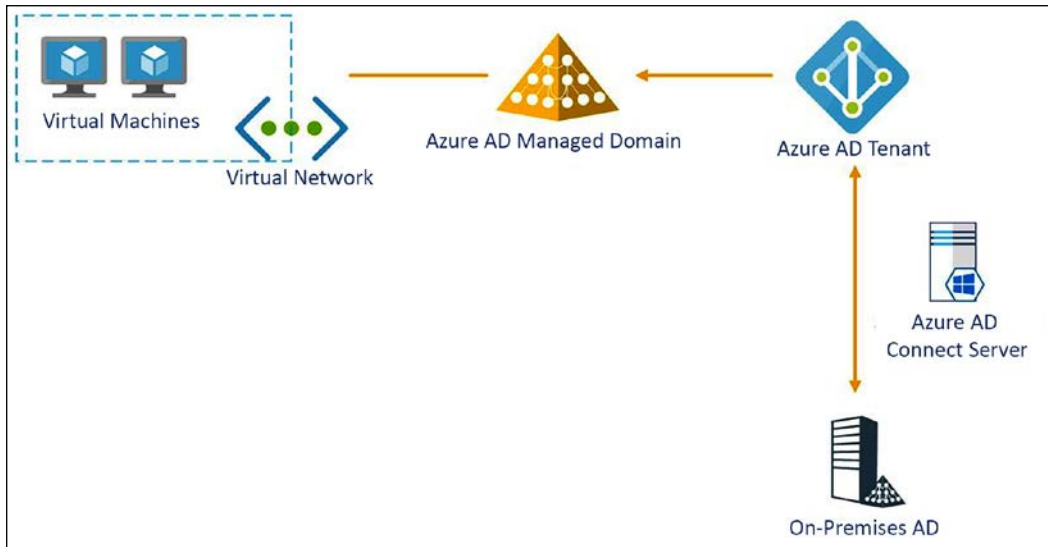 Virtual Machines
Virtual Network
Azure AD Managed Domain
Azure AD Tenant
Azure AD
Connect Server
On-Premises AD